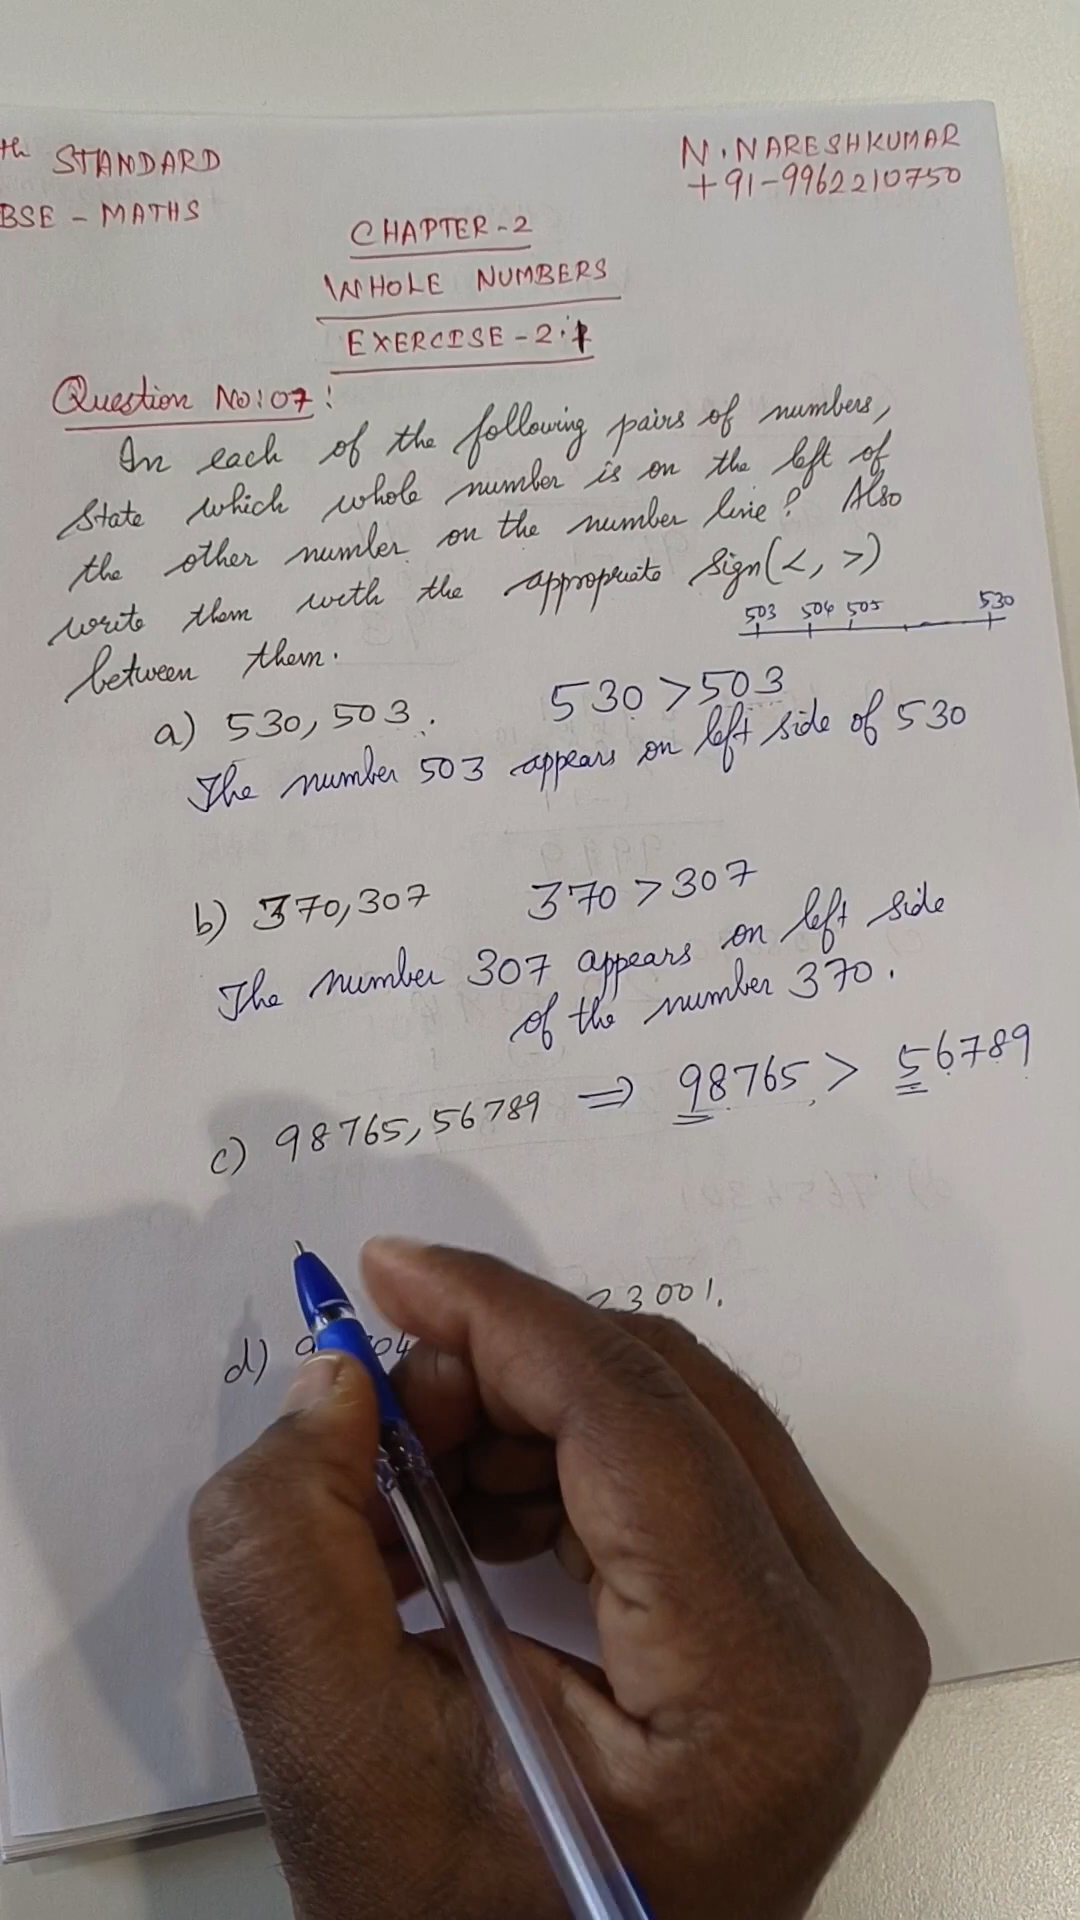 th STANDARD
BSE - MATHS
N. NARESHKUMAR
+91-9962210750
CHAPTER-2
WHOLE NUMBERS
EXERCISE-2.1
Question No:07:
In each of the following pairs of numbers,
state which whole number is on the left of
the other number on the number line? Also
write them with the appropriate sign(<, >)
between them.
503 504 505 530
a) 530, 503. 530 > 503
The number 503 appears on left side of 530
b) 370, 307 370 > 307
The number 307 appears on left side
of the number 370.
c) 98765, 56789 ⇒ 98765 > 56789
d) 23001.